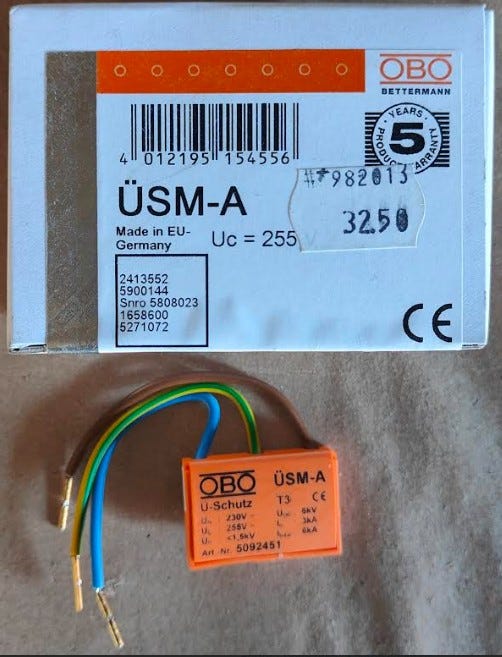 OBO
BETTERMANN
5 YEARS PRODUCT WARRANTY
4 012195 154556
#*982013
32.50
ÜSM-A
Made in EU-
Germany
Uc = 255
2413552
5900144
Snro 5808023
1658600
5271072
CE
OBO ÜSM-A
Ü-Schutz T3 CE
230V 6kV
255V 3kA
<1,5kV 6kA
Art. Nr. 5092451